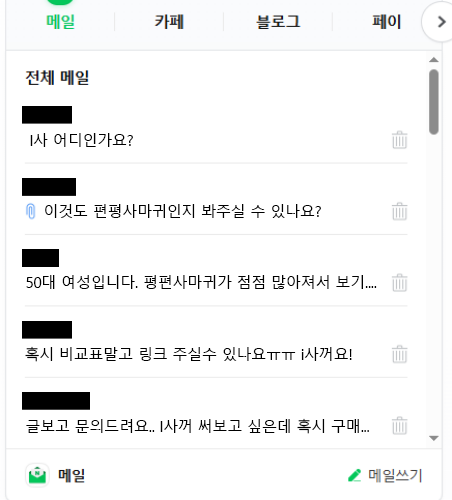 메일 카페 블로그 페이
전체 메일
I사 어디인가요?
이것도 편평사마귀인지 봐주실 수 있나요?
50대 여성입니다. 평편사마귀가 점점 많아져서 보기....
혹시 비교표말고 링크 주실수 있나요ㅠㅠ i사꺼요!
글보고 문의드려요.. I사꺼 써보고 싶은데 혹시 구매...
메일 메일쓰기